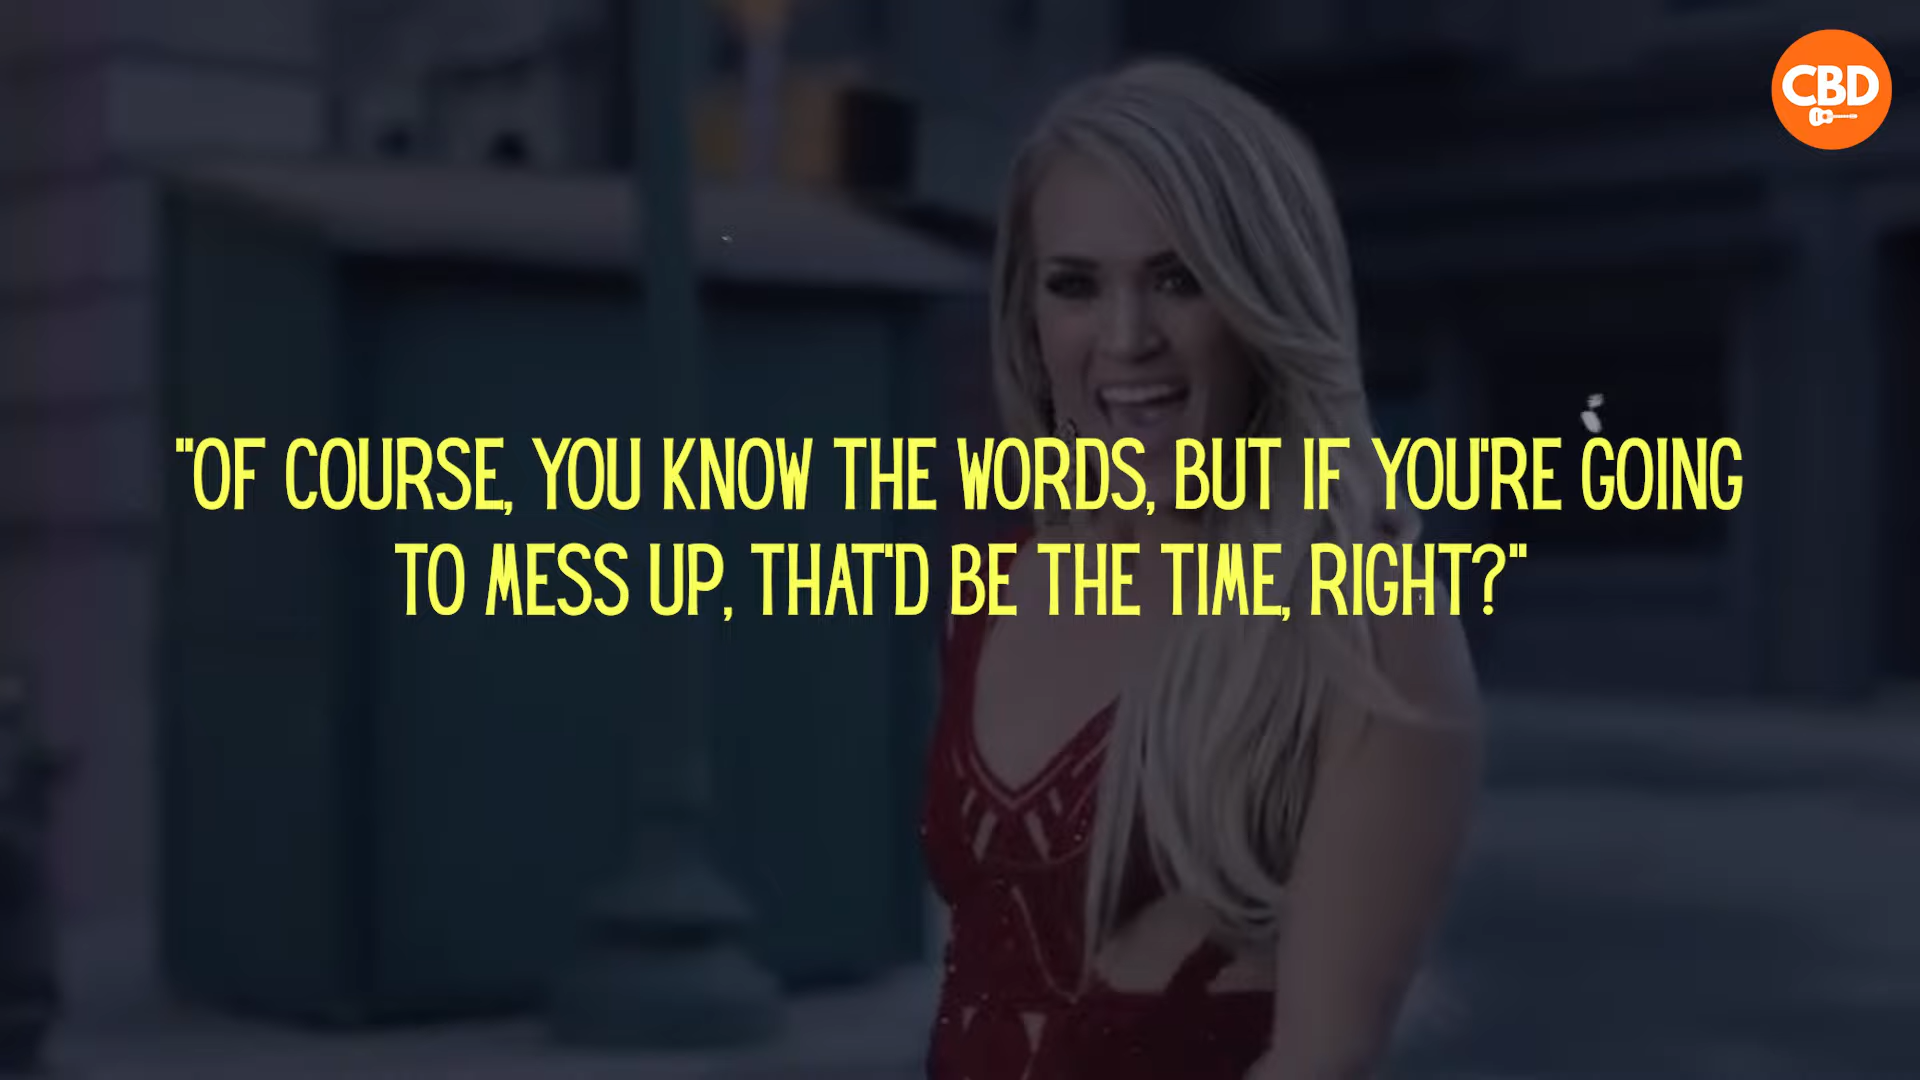 CBD
"OF COURSE, YOU KNOW THE WORDS, BUT IF YOU'RE GOING
TO MESS UP, THAT'D BE THE TIME, RIGHT?"